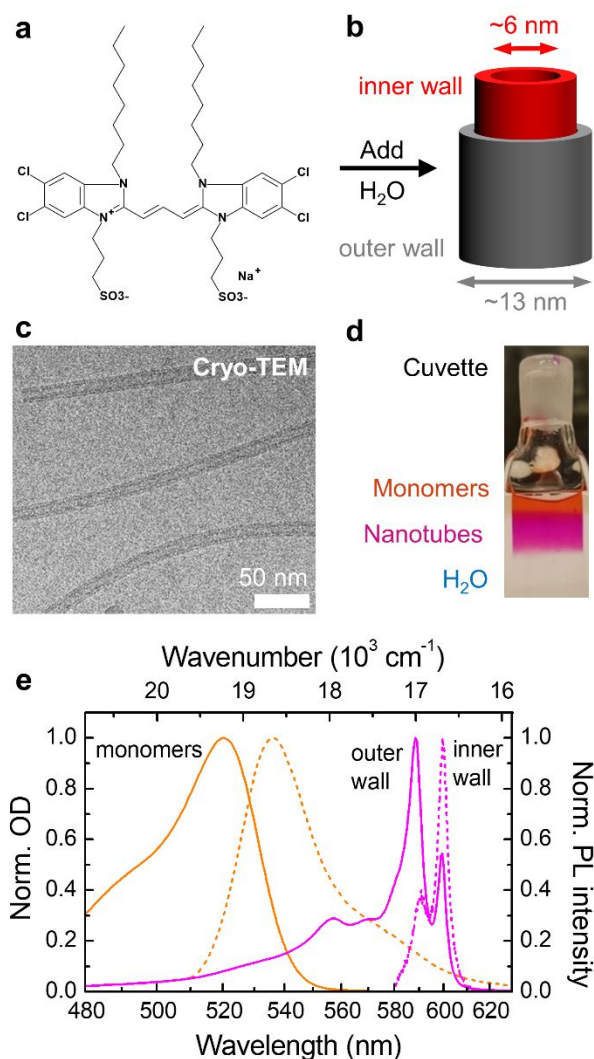 a
Cl
Cl
N
N⁺
N
N
Cl
Cl
SO3-
Na⁺
SO3-
b
~6 nm
inner wall
Add
H₂O
outer wall
~13 nm
c
Cryo-TEM
50 nm
d
Cuvette
Monomers
Nanotubes
H₂O
e
Wavenumber (10³ cm⁻¹)
20 19 18 17 16
monomers
outer
wall
inner
wall
Norm. OD
1.0
0.8
0.6
0.4
0.2
0.0
Norm. PL intensity
1.0
0.8
0.6
0.4
0.2
0.0
480 500 520 540 560 580 600 620
Wavelength (nm)